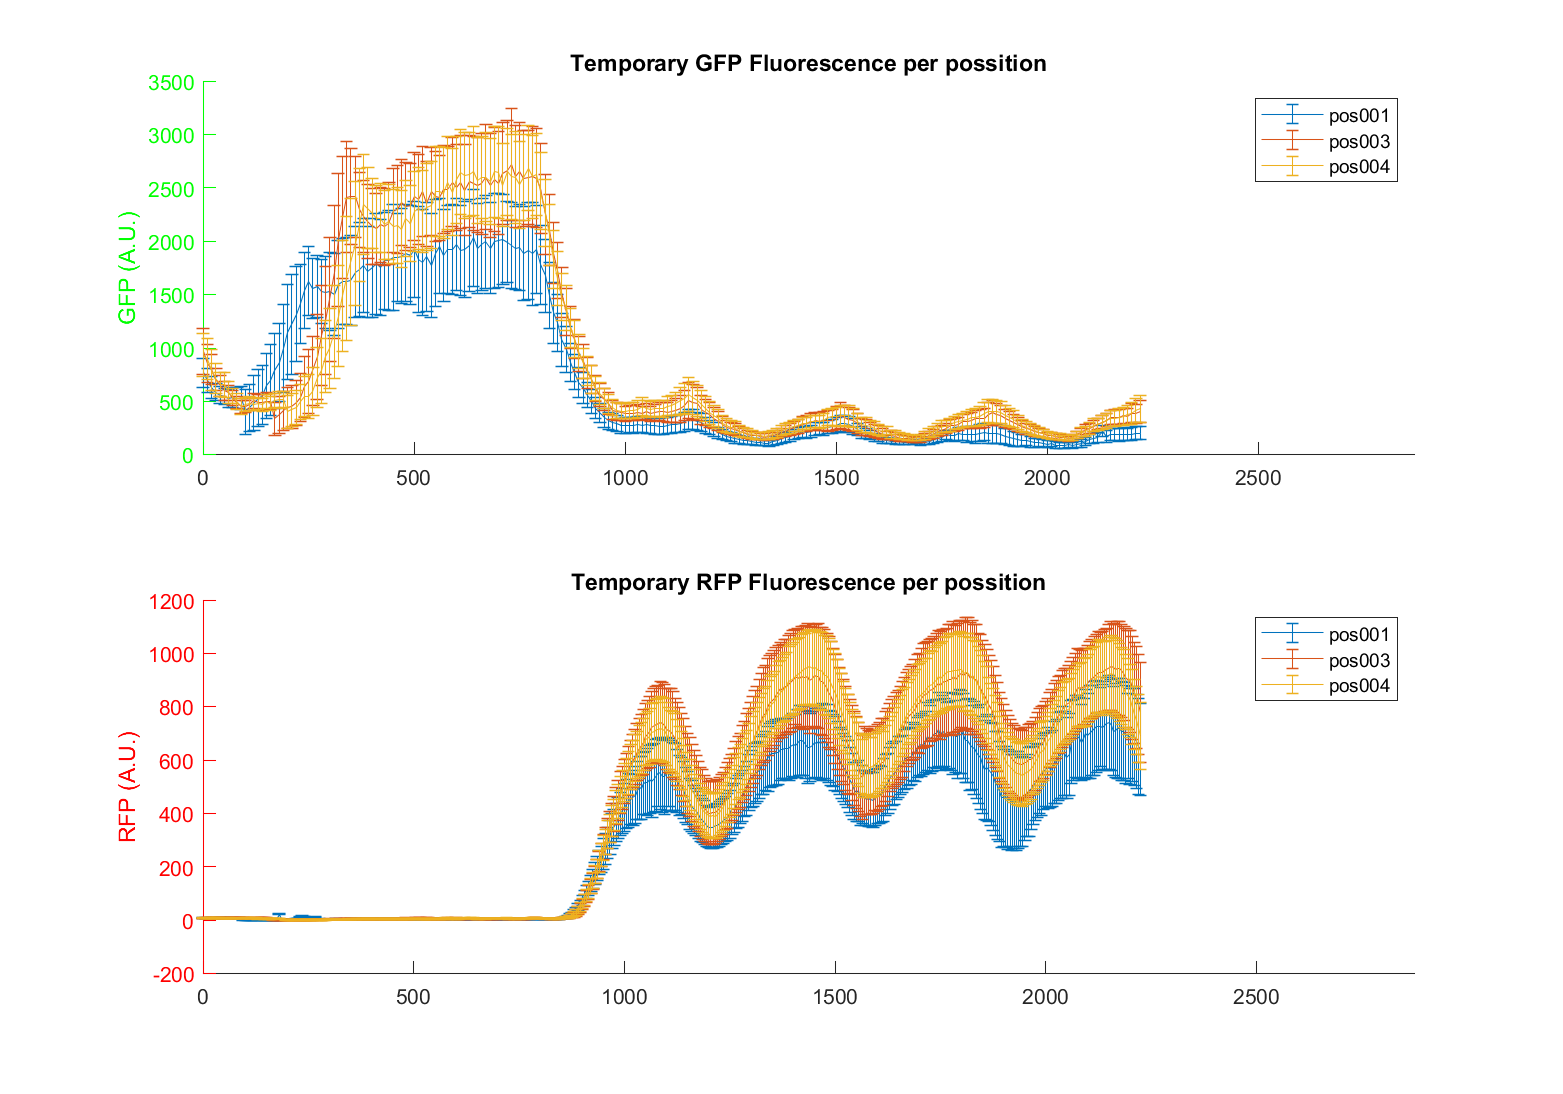 Temporary GFP Fluorescence per possition
3500
3000
2500
2000
1500
1000
500
0
GFP (A.U.)
0 500 1000 1500 2000 2500
pos001
pos003
pos004
Temporary RFP Fluorescence per possition
1200
1000
800
600
400
200
0
-200
RFP (A.U.)
0 500 1000 1500 2000 2500
pos001
pos003
pos004